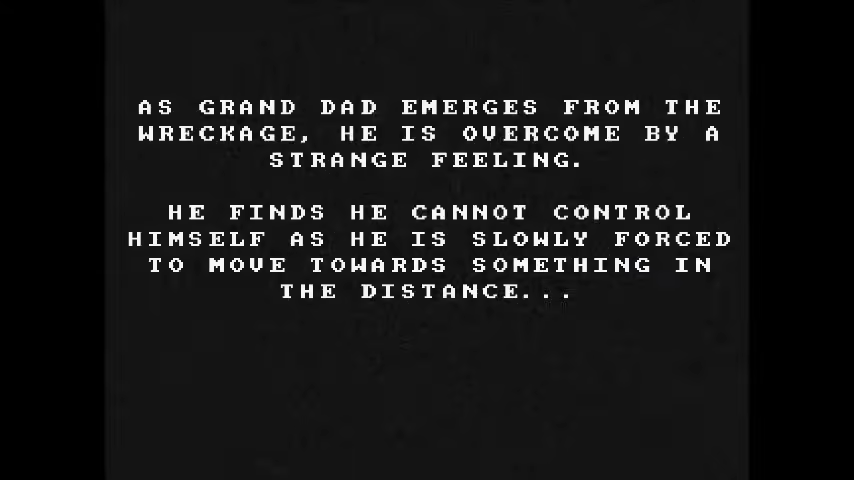 AS GRAND DAD EMERGES FROM THE
WRECKAGE, HE IS OVERCOME BY A
STRANGE FEELING.
HE FINDS HE CANNOT CONTROL
HIMSELF AS HE IS SLOWLY FORCED
TO MOVE TOWARDS SOMETHING IN
THE DISTANCE...